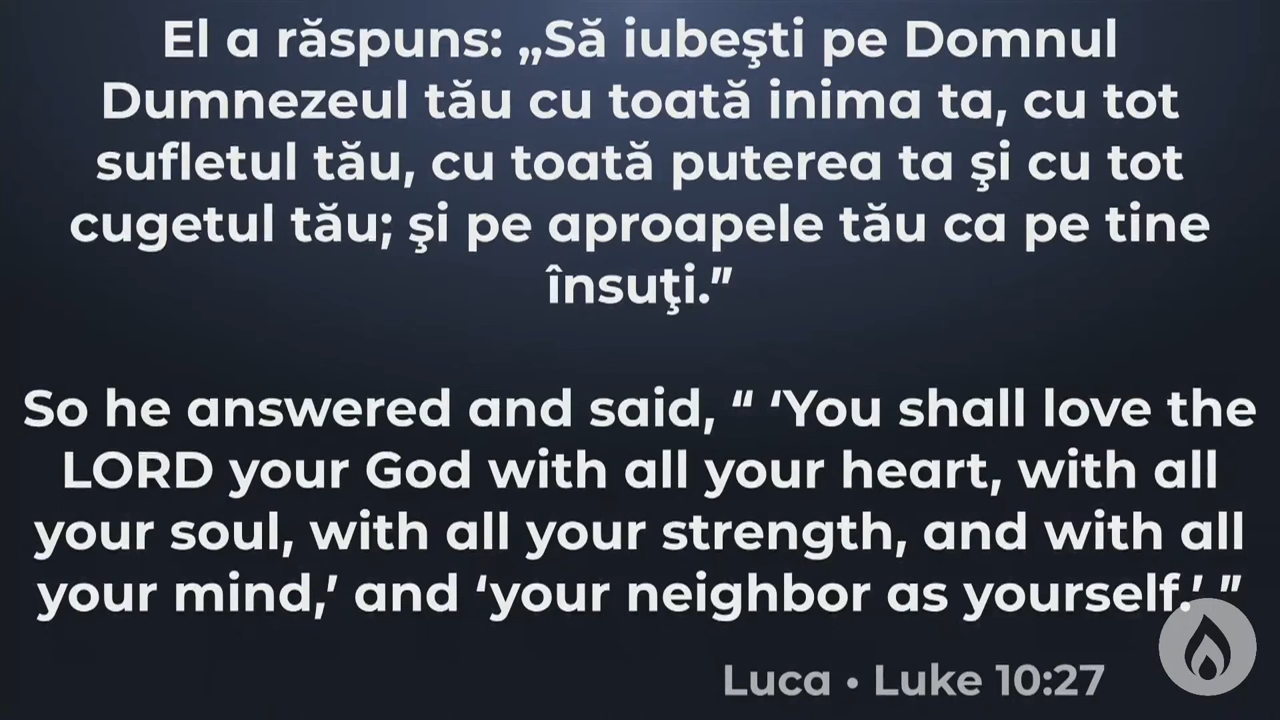 El a răspuns: „Să iubeşti pe Domnul
Dumnezeul tău cu toată inima ta, cu tot
sufletul tău, cu toată puterea ta şi cu tot
cugetul tău; şi pe aproapele tău ca pe tine
însuţi.”
So he answered and said, “ ‘You shall love the
LORD your God with all your heart, with all
your soul, with all your strength, and with all
your mind,’ and ‘your neighbor as yourself.’ ”
Luca • Luke 10:27